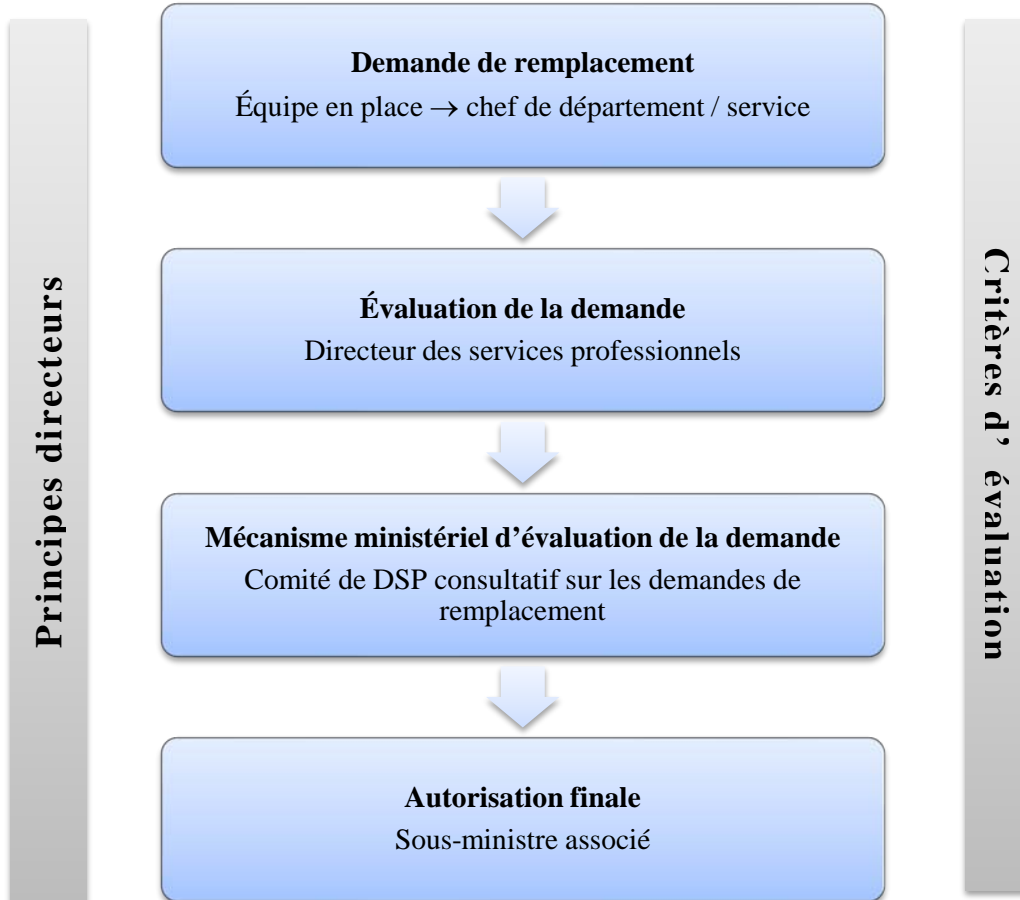 Principes directeurs
Demande de remplacement
Équipe en place → chef de département / service
Évaluation de la demande
Directeur des services professionnels
Mécanisme ministériel d’évaluation de la demande
Comité de DSP consultatif sur les demandes de
remplacement
Autorisation finale
Sous-ministre associé
Critères d’ évaluation